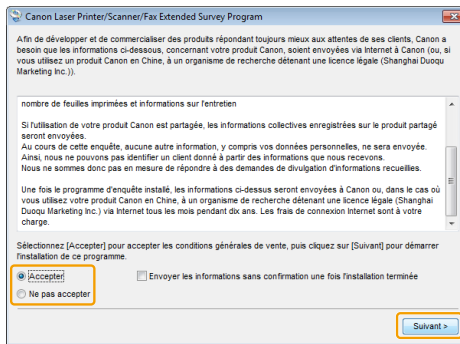 Canon Laser Printer/Scanner/Fax Extended Survey Program
Afin de développer et de commercialiser des produits répondant toujours mieux aux attentes de ses clients, Canon a
besoin que les informations ci-dessous, concernant votre produit Canon, soient envoyées via Internet à Canon (ou, si
vous utilisez un produit Canon en Chine, à un organisme de recherche détenant une licence légale (Shanghai Duoqu
Marketing Inc.)).
nombre de feuilles imprimées et informations sur l'entretien
Si l'utilisation de votre produit Canon est partagée, les informations collectives enregistrées sur le produit partagé
seront envoyées.
Au cours de cette enquête, aucune autre information, y compris vos données personnelles, ne sera envoyée.
Ainsi, nous ne pouvons pas identifier un client donné à partir des informations que nous recevons.
Nous ne sommes donc pas en mesure de répondre à des demandes de divulgation d'informations recueillies.
Une fois le programme d'enquête installé, les informations ci-dessus seront envoyées à Canon ou, dans le cas où
vous utilisez votre produit Canon en Chine, à un organisme de recherche détenant une licence légale (Shanghai
Duoqu Marketing Inc.) via Internet tous les mois pendant dix ans. Les frais de connexion Internet sont à votre
charge.
Sélectionnez [Accepter] pour accepter les conditions générales de vente, puis cliquez sur [Suivant] pour démarrer
l'installation de ce programme.
Accepter
Envoyer les informations sans confirmation une fois l'installation terminée
Ne pas accepter
Suivant >